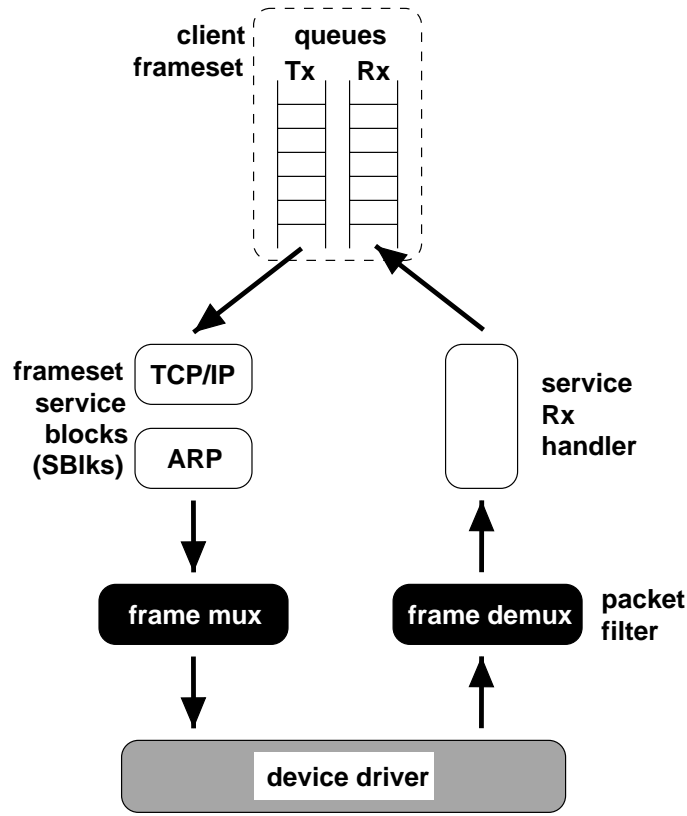 client
frameset
queues
Tx Rx
frameset
service
blocks
(SBlks)
TCP/IP
ARP
service
Rx
handler
frame mux
frame demux
packet
filter
device driver